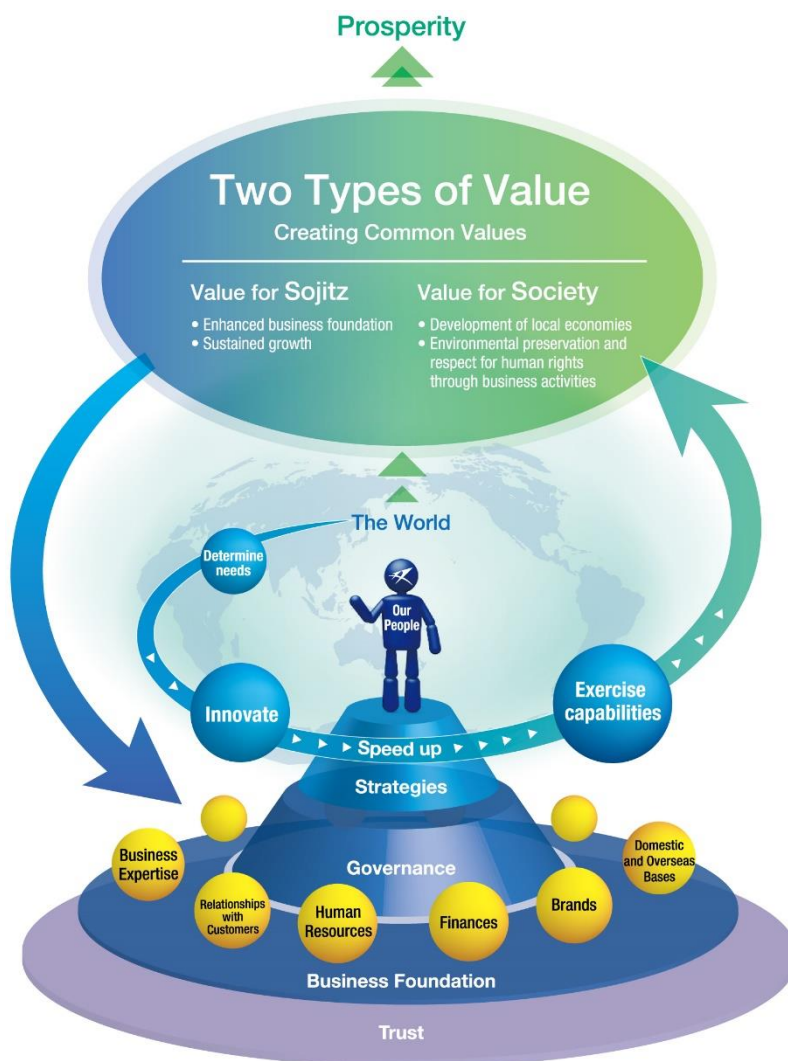 Prosperity
Two Types of Value
Creating Common Values
Value for Sojitz
• Enhanced business foundation
• Sustained growth
Value for Society
• Development of local economies
• Environmental preservation and
respect for human rights
through business activities
The World
Determine
needs
Our
People
Innovate
Speed up
Exercise
capabilities
Strategies
Governance
Business
Expertise
Relationships
with
Customers
Human
Resources
Finances
Brands
Domestic
and Overseas
Bases
Business Foundation
Trust